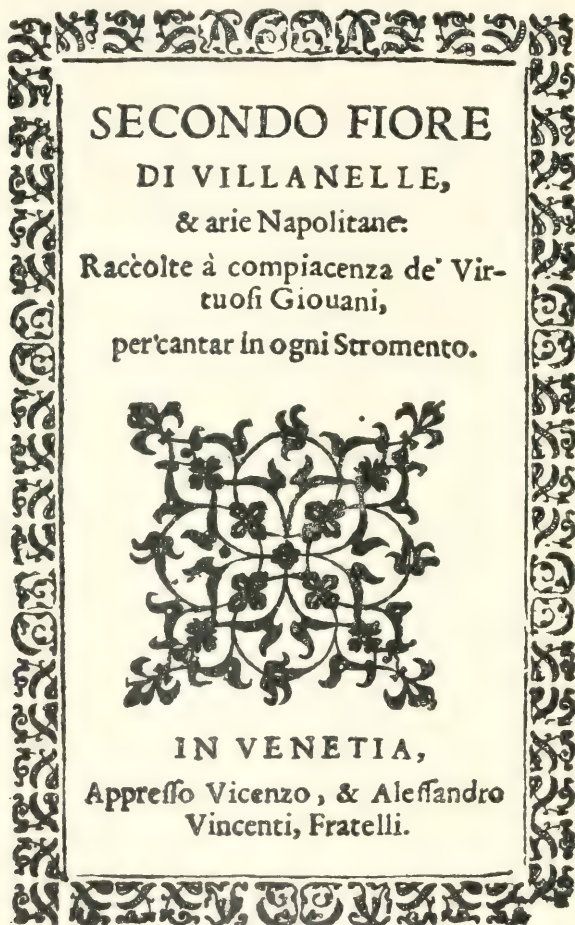 SECONDO FIORE
DI VILLANELLE,
& arie Napolitane:
Raccolte à compiacenza de' Vir-
tuoſi Giouani,
per cantar in ogni Stromento.
IN VENETIA,
Appreſſo Vicenzo, & Aleſſandro
Vincenti, Fratelli.